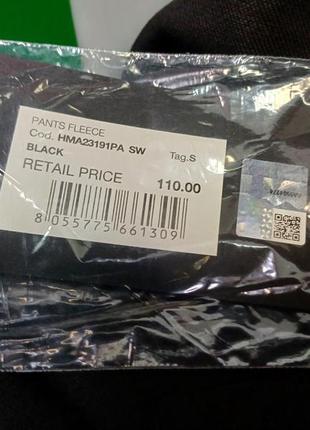 PANTS FLEECE
Cod. HMA23191PA SW
BLACK Tag.S
RETAIL PRICE 110.00
8 055775 661309